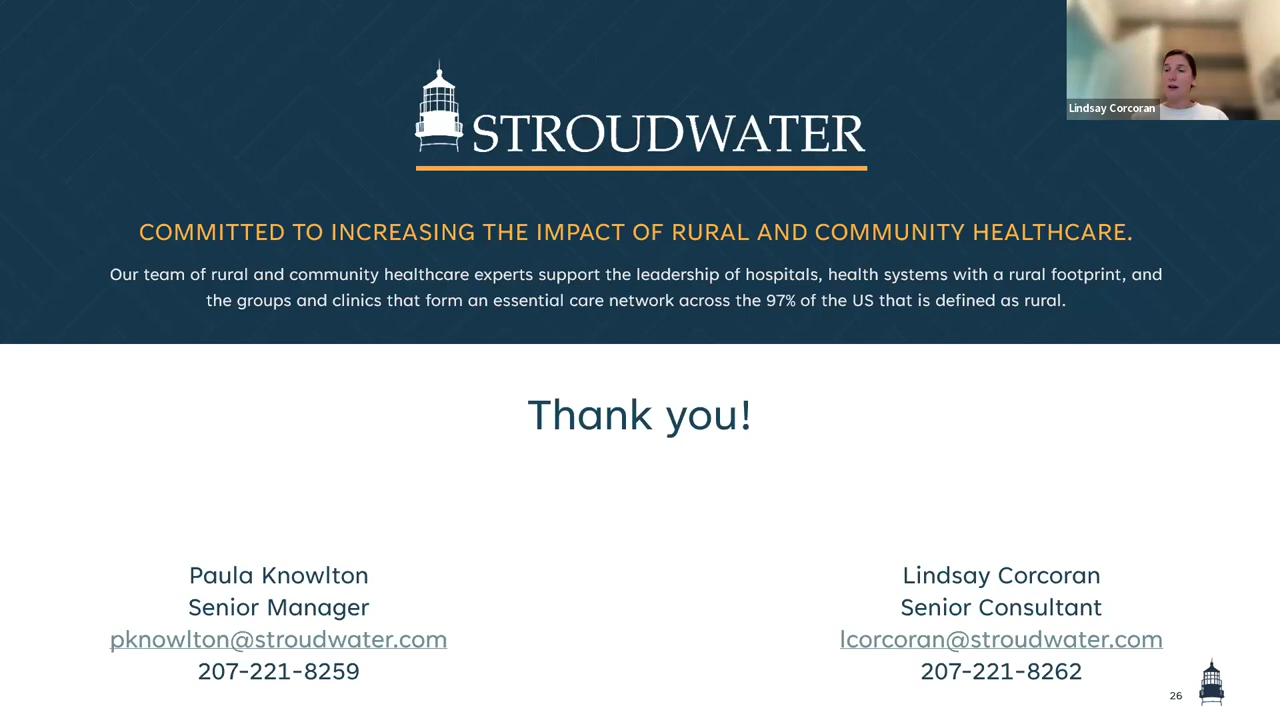 Lindsay Corcoran
STROUDWATER
COMMITTED TO INCREASING THE IMPACT OF RURAL AND COMMUNITY HEALTHCARE.
Our team of rural and community healthcare experts support the leadership of hospitals, health systems with a rural footprint, and
the groups and clinics that form an essential care network across the 97% of the US that is defined as rural.
Thank you!
Paula Knowlton
Senior Manager
pknowlton@stroudwater.com
207-221-8259
Lindsay Corcoran
Senior Consultant
lcorcoran@stroudwater.com
207-221-8262
26